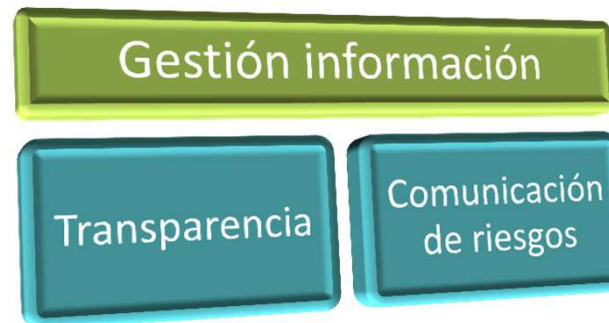 Gestión información
Transparencia
Comunicación
de riesgos